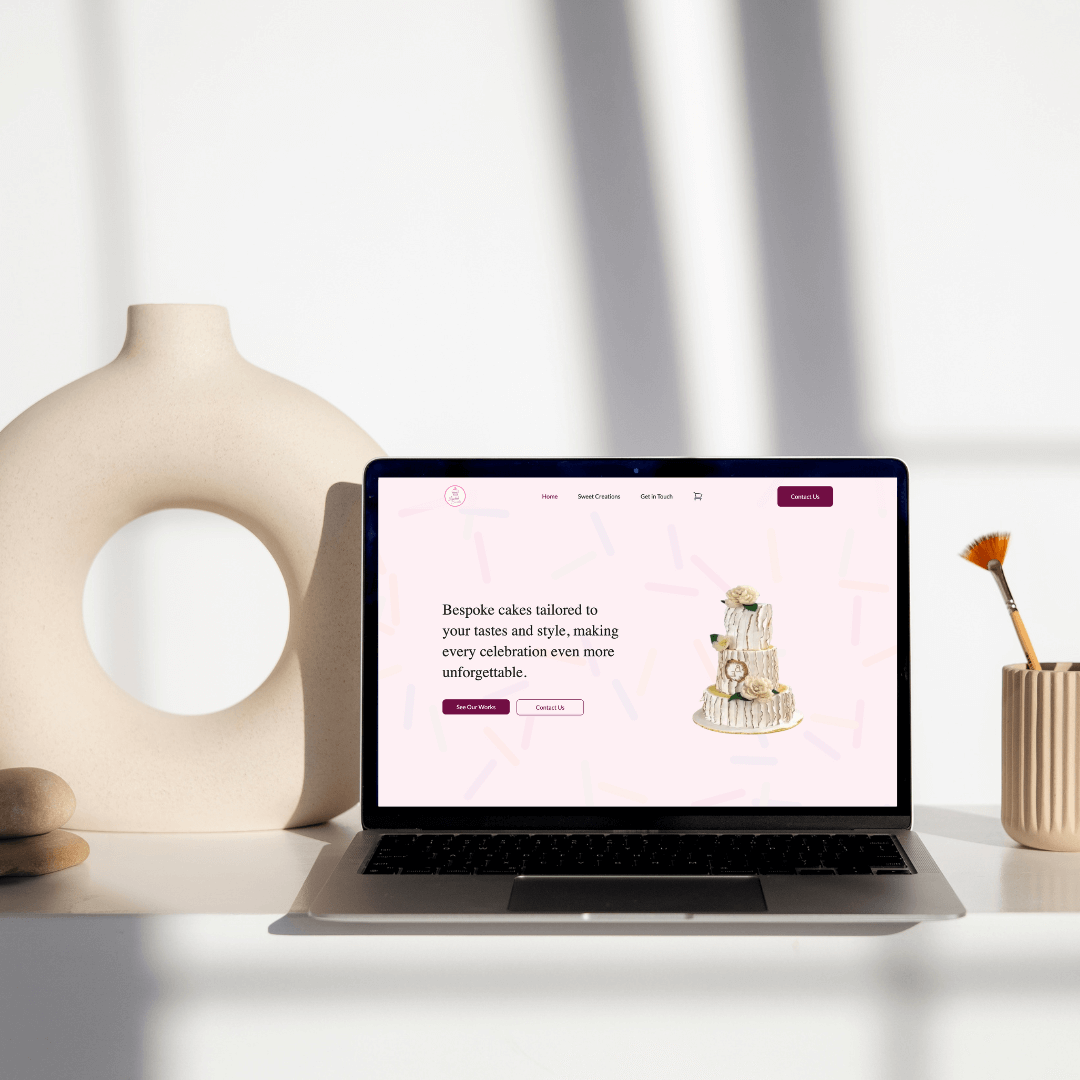 Home
Sweet Creations
Get in Touch
Contact Us
Bespoke cakes tailored to
your tastes and style, making
every celebration even more
unforgettable.
See Our Works
Contact Us